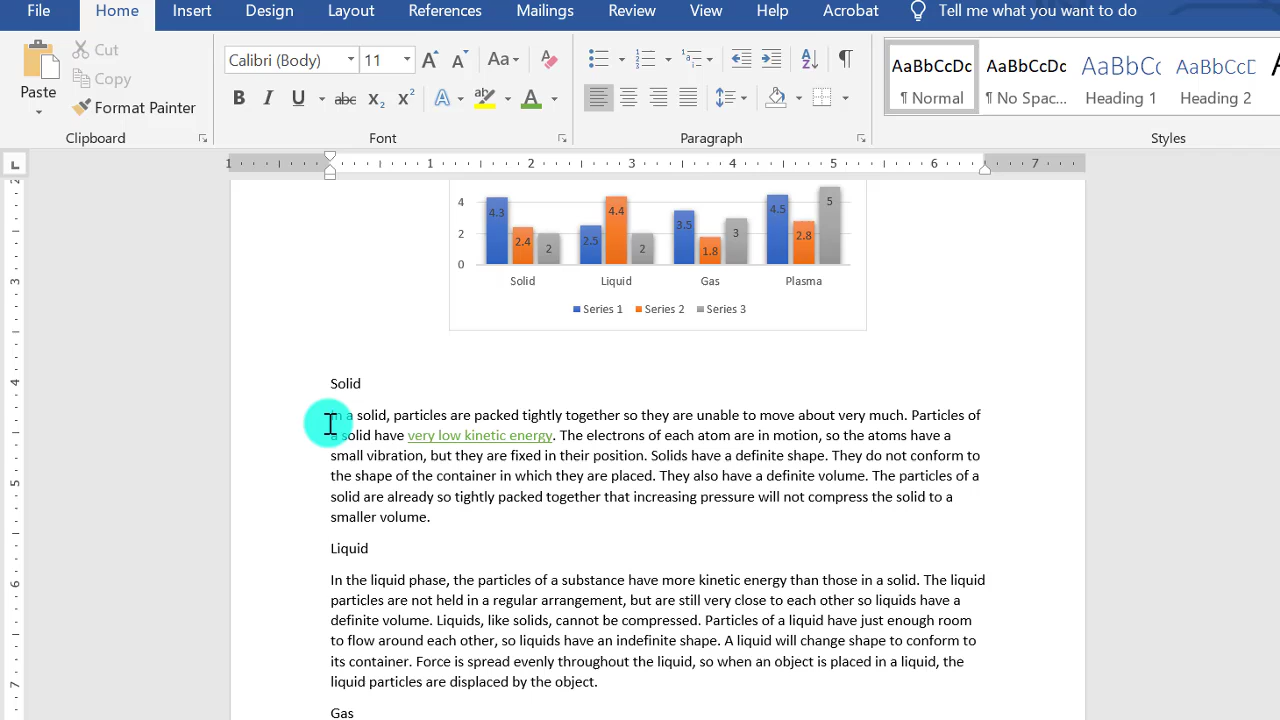 File Home Insert Design Layout References Mailings Review View Help Acrobat Tell me what you want to do
Paste
Cut
Copy
Format Painter
Clipboard
Calibri (Body) 11
Font
Paragraph
AaBbCcDc AaBbCcDc AaBbCc AaBbCcD
¶ Normal ¶ No Spac... Heading 1 Heading 2
Styles
1 1 2 3 4 5 6 7
4
2
0
4.3 2.4 2 2.5 4.4 2 3.5 1.8 3 4.5 2.8 5
Solid Liquid Gas Plasma
Series 1 Series 2 Series 3
Solid
In a solid, particles are packed tightly together so they are unable to move about very much. Particles of
a solid have very low kinetic energy. The electrons of each atom are in motion, so the atoms have a
small vibration, but they are fixed in their position. Solids have a definite shape. They do not conform to
the shape of the container in which they are placed. They also have a definite volume. The particles of a
solid are already so tightly packed together that increasing pressure will not compress the solid to a
smaller volume.
Liquid
In the liquid phase, the particles of a substance have more kinetic energy than those in a solid. The liquid
particles are not held in a regular arrangement, but are still very close to each other so liquids have a
definite volume. Liquids, like solids, cannot be compressed. Particles of a liquid have just enough room
to flow around each other, so liquids have an indefinite shape. A liquid will change shape to conform to
its container. Force is spread evenly throughout the liquid, so when an object is placed in a liquid, the
liquid particles are displaced by the object.
Gas